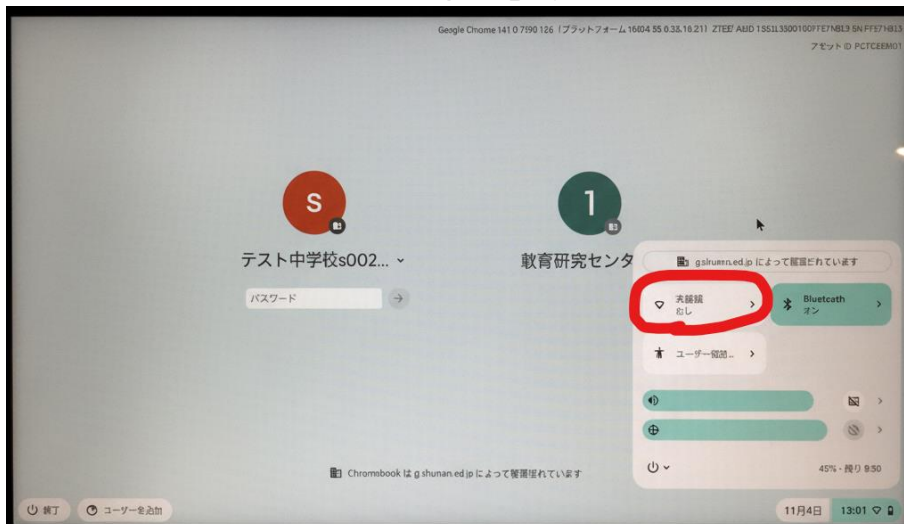 Google Chrome 141.0.7390.126 (プラットフォーム
アセット ID
S
1
テスト中学校s002...
教育研究センタ
によって管理されています
パスワード
未接続
なし
Bluetooth
オン
ユーザー補助...
Chromebook は g.shunan.ed.jp によって管理されています
45% - 残り 9:50
終了
ユーザーを追加
11月4日
13:01